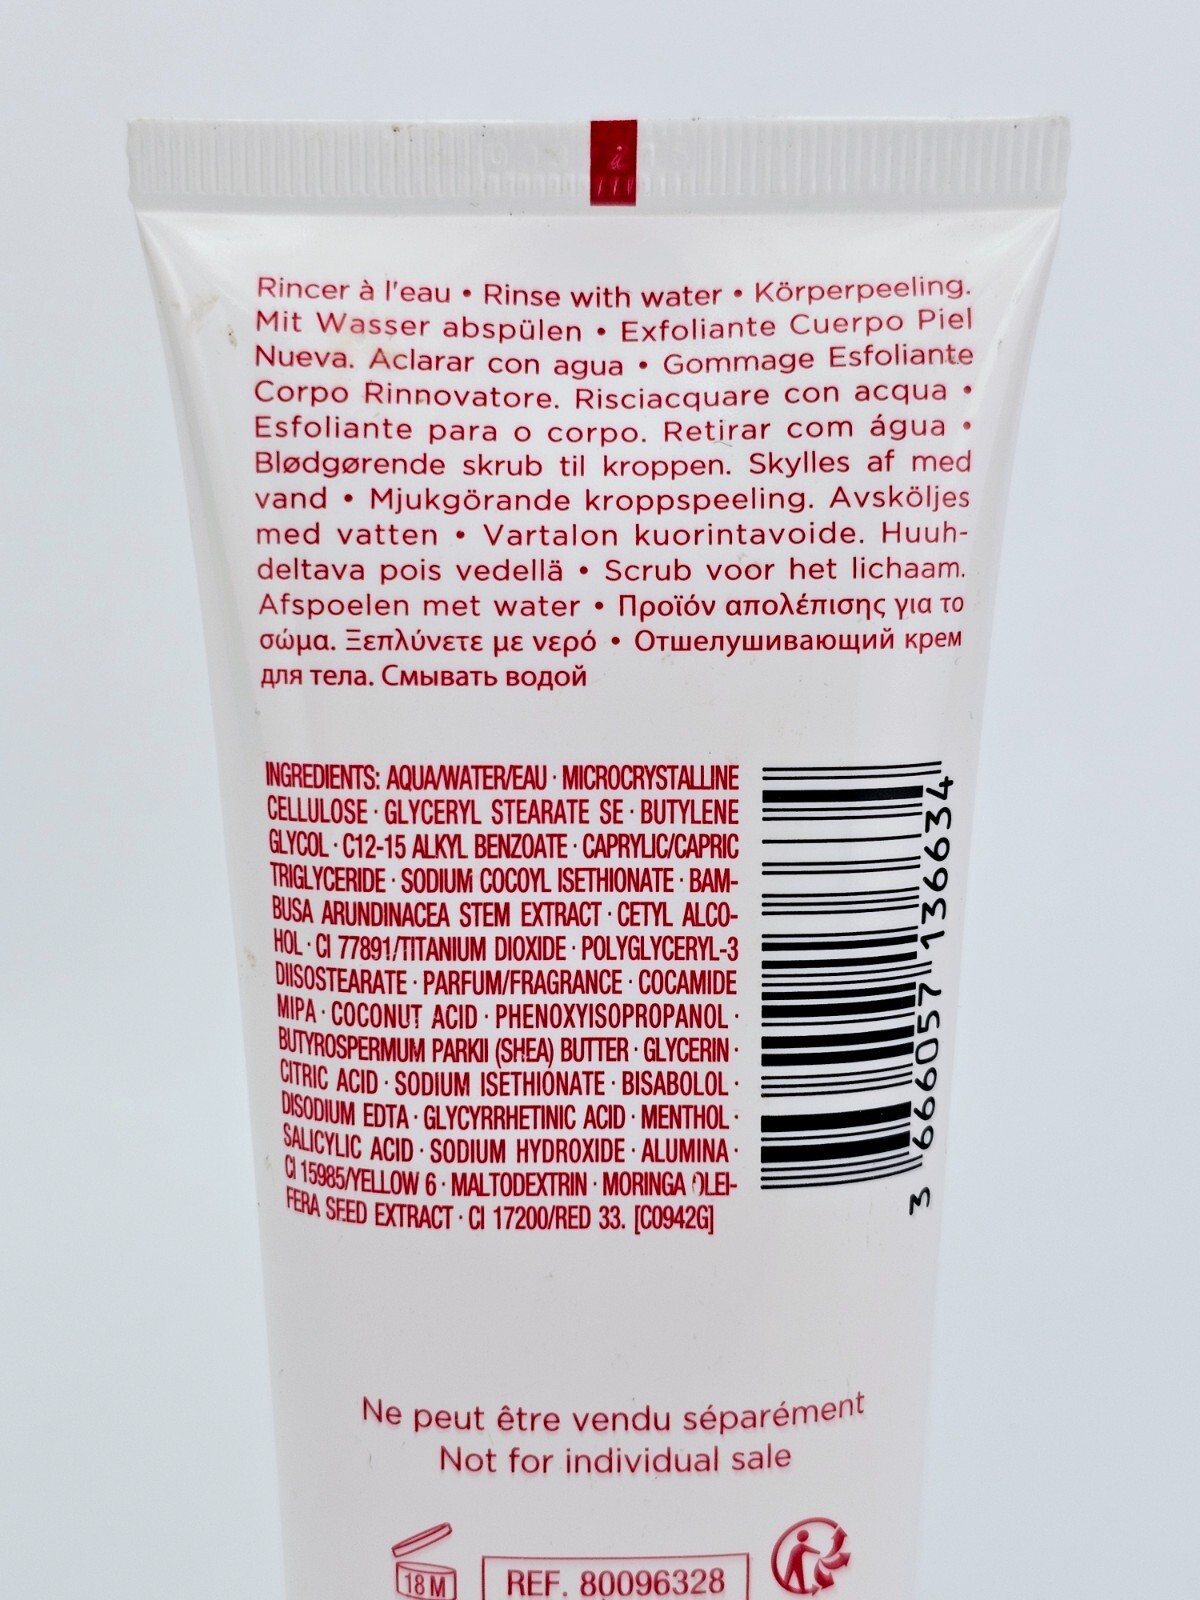 Rincer à l'eau • Rinse with water • Körperpeeling.
Mit Wasser abspülen • Exfoliante Cuerpo Piel
Nueva. Aclarar con agua • Gommage Esfoliante
Corpo Rinnovatore. Risciacquare con acqua •
Esfoliante para o corpo. Retirar com água •
Blødgørende skrub til kroppen. Skylles af med
vand • Mjukgörande kroppspeeling. Avsköljes
med vatten • Vartalon kuorintavoide. Huuh-
deltava pois vedellä • Scrub voor het lichaam.
Afspoelen met water • Προϊόν απολέπισης για το
σώμα. Ξεπλύνετε με νερό • Отшелушивающий крем
для тела. Смывать водой
INGREDIENTS: AQUA/WATER/EAU · MICROCRYSTALLINE
CELLULOSE · GLYCERYL STEARATE SE · BUTYLENE
GLYCOL · C12-15 ALKYL BENZOATE · CAPRYLIC/CAPRIC
TRIGLYCERIDE · SODIUM COCOYL ISETHIONATE · BAM-
BUSA ARUNDINACEA STEM EXTRACT · CETYL ALCO-
HOL · CI 77891/TITANIUM DIOXIDE · POLYGLYCERYL-3
DIISOSTEARATE · PARFUM/FRAGRANCE · COCAMIDE
MIPA · COCONUT ACID · PHENOXYISOPROPANOL ·
BUTYROSPERMUM PARKII (SHEA) BUTTER · GLYCERIN ·
CITRIC ACID · SODIUM ISETHIONATE · BISABOLOL ·
DISODIUM EDTA · GLYCYRRHETINIC ACID · MENTHOL ·
SALICYLIC ACID · SODIUM HYDROXIDE · ALUMINA ·
CI 15985/YELLOW 6 · MALTODEXTRIN · MORINGA OLEI-
FERA SEED EXTRACT · CI 17200/RED 33. [C0942G]
3 666057 136634
Ne peut être vendu séparément
Not for individual sale
18 M
REF. 80096328